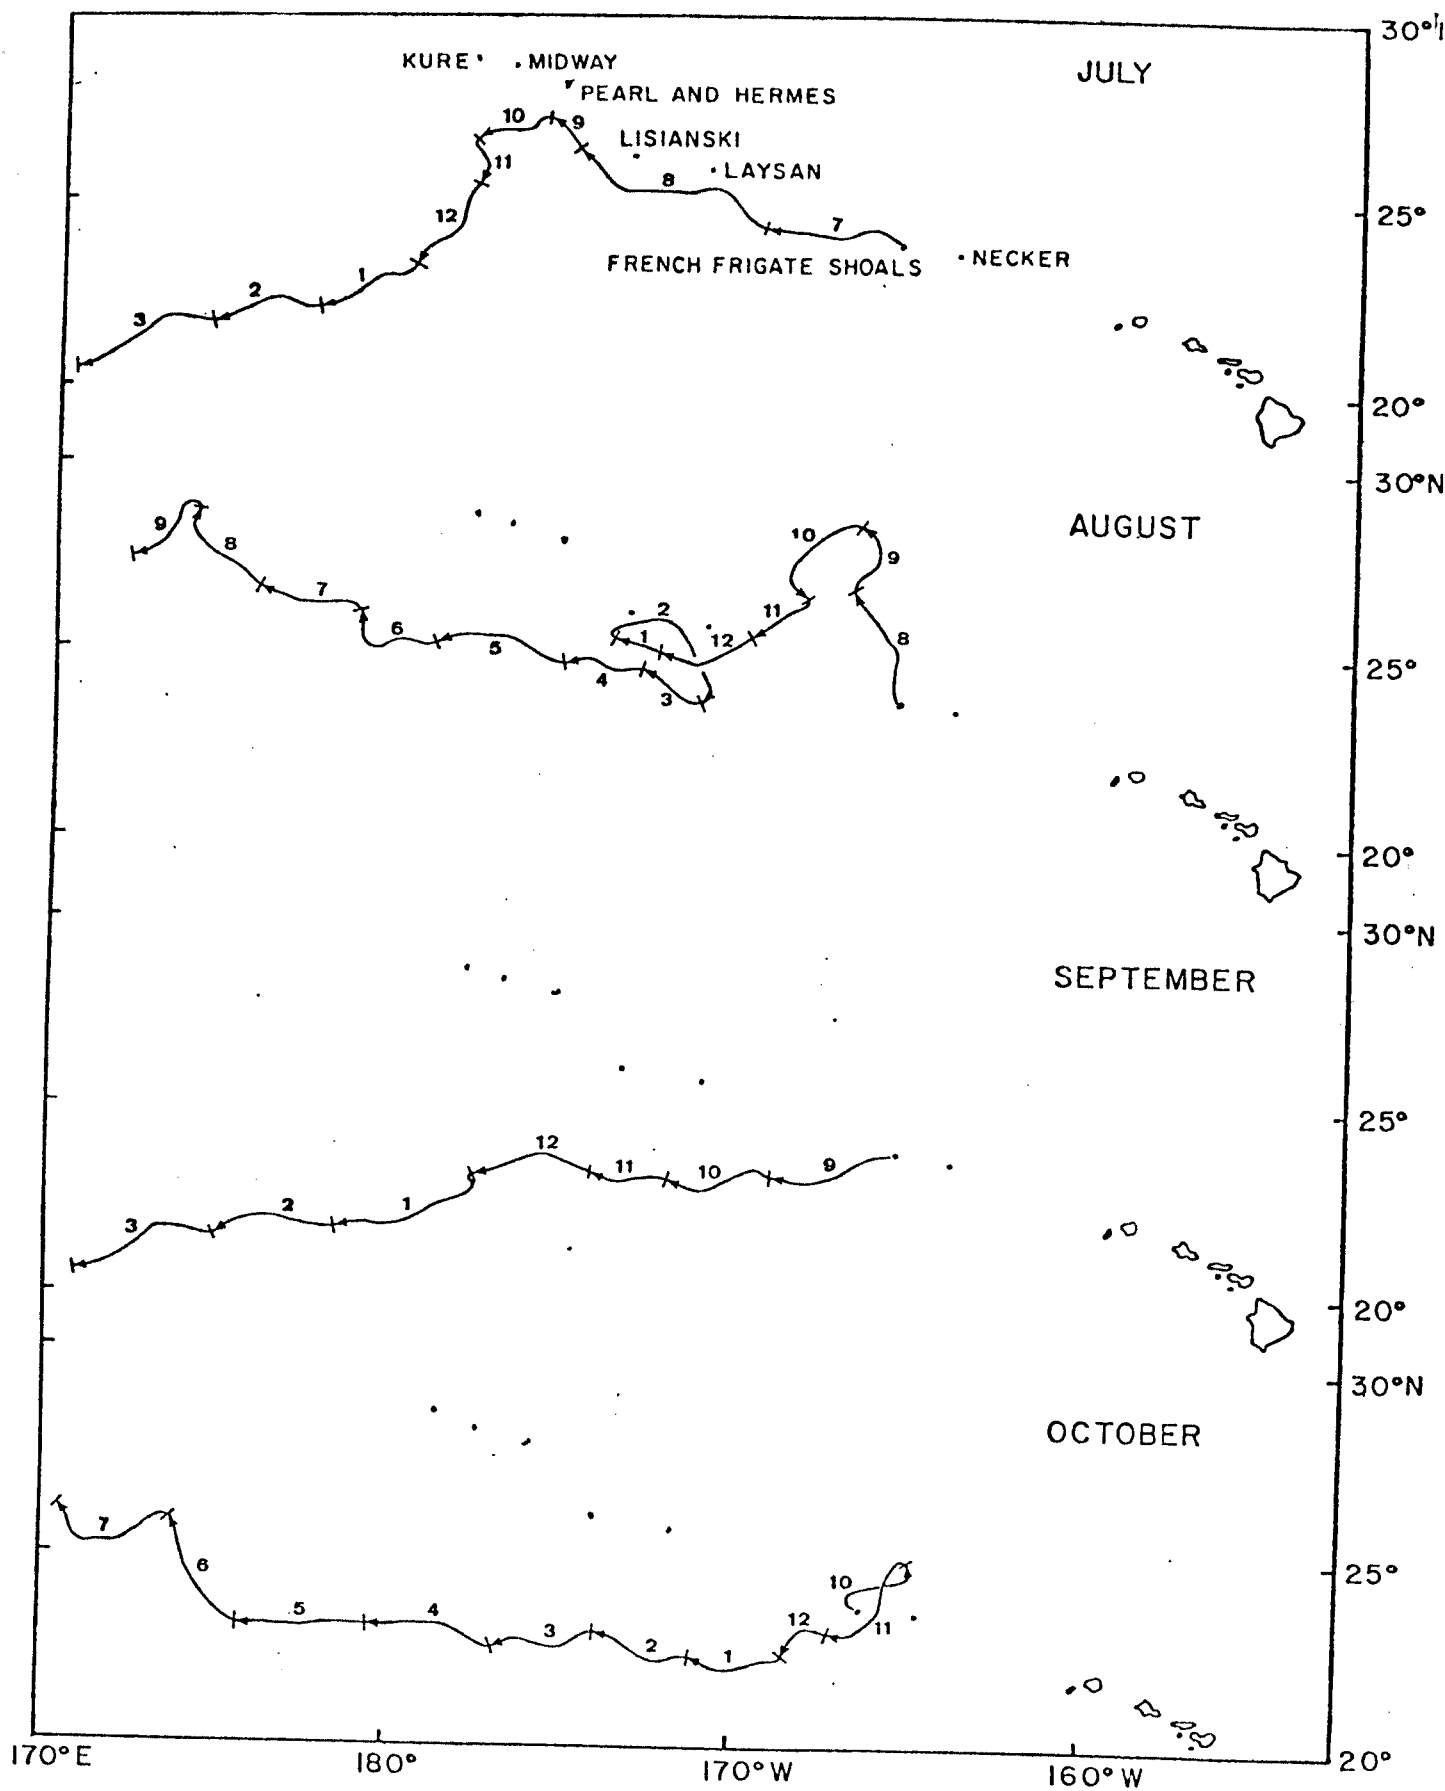 30°N
KURE MIDWAY
JULY
PEARL AND HERMES
10 9
LISIANSKI
11
LAYSAN
8
12
25°
7
FRENCH FRIGATE SHOALS NECKER
1
2
3
20°
30°N
AUGUST
9 10
8 9
7
2 11
6 1 12 8
5
4 3
25°
20°
30°N
SEPTEMBER
25°
12
11 10 9
3 2 1
20°
30°N
OCTOBER
7
6 25°
10
5 4 3 12 11
2 1
170°E 180° 170°W 160°W 20°